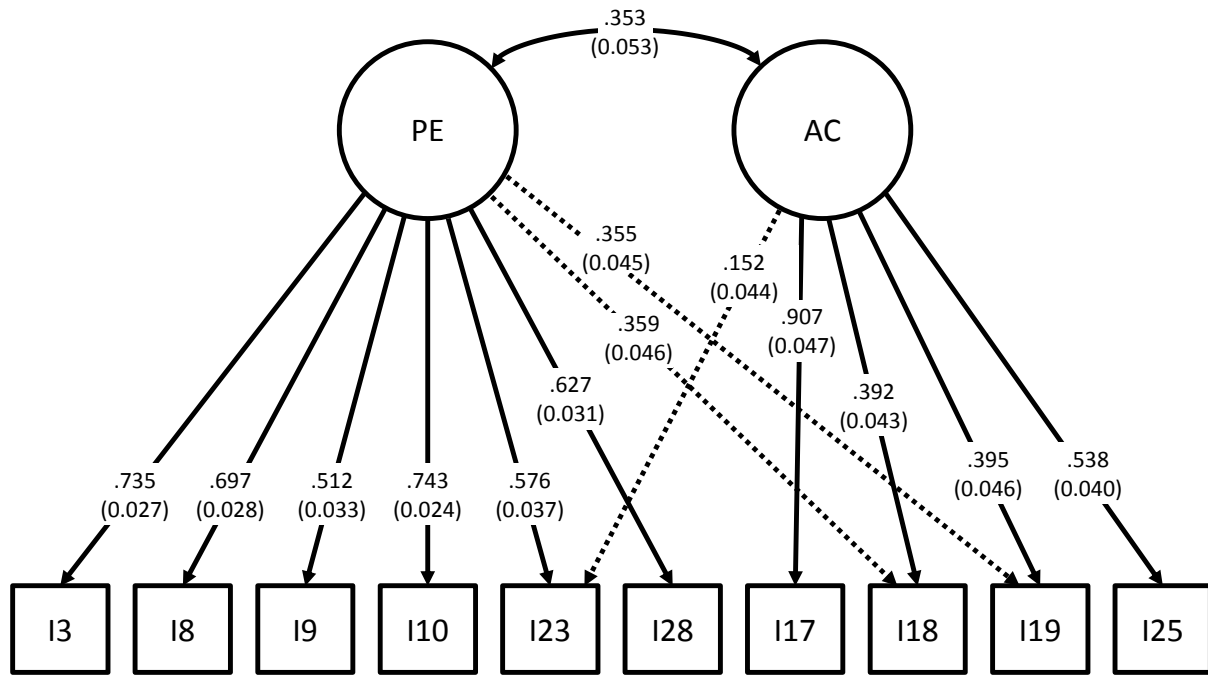 .353
(0.053)
PE
AC
.355
(0.045)
.152
(0.044)
.359
(0.046)
.907
(0.047)
.627
(0.031)
.392
(0.043)
.735
(0.027)
.697
(0.028)
.512
(0.033)
.743
(0.024)
.576
(0.037)
.395
(0.046)
.538
(0.040)
I3
I8
I9
I10
I23
I28
I17
I18
I19
I25